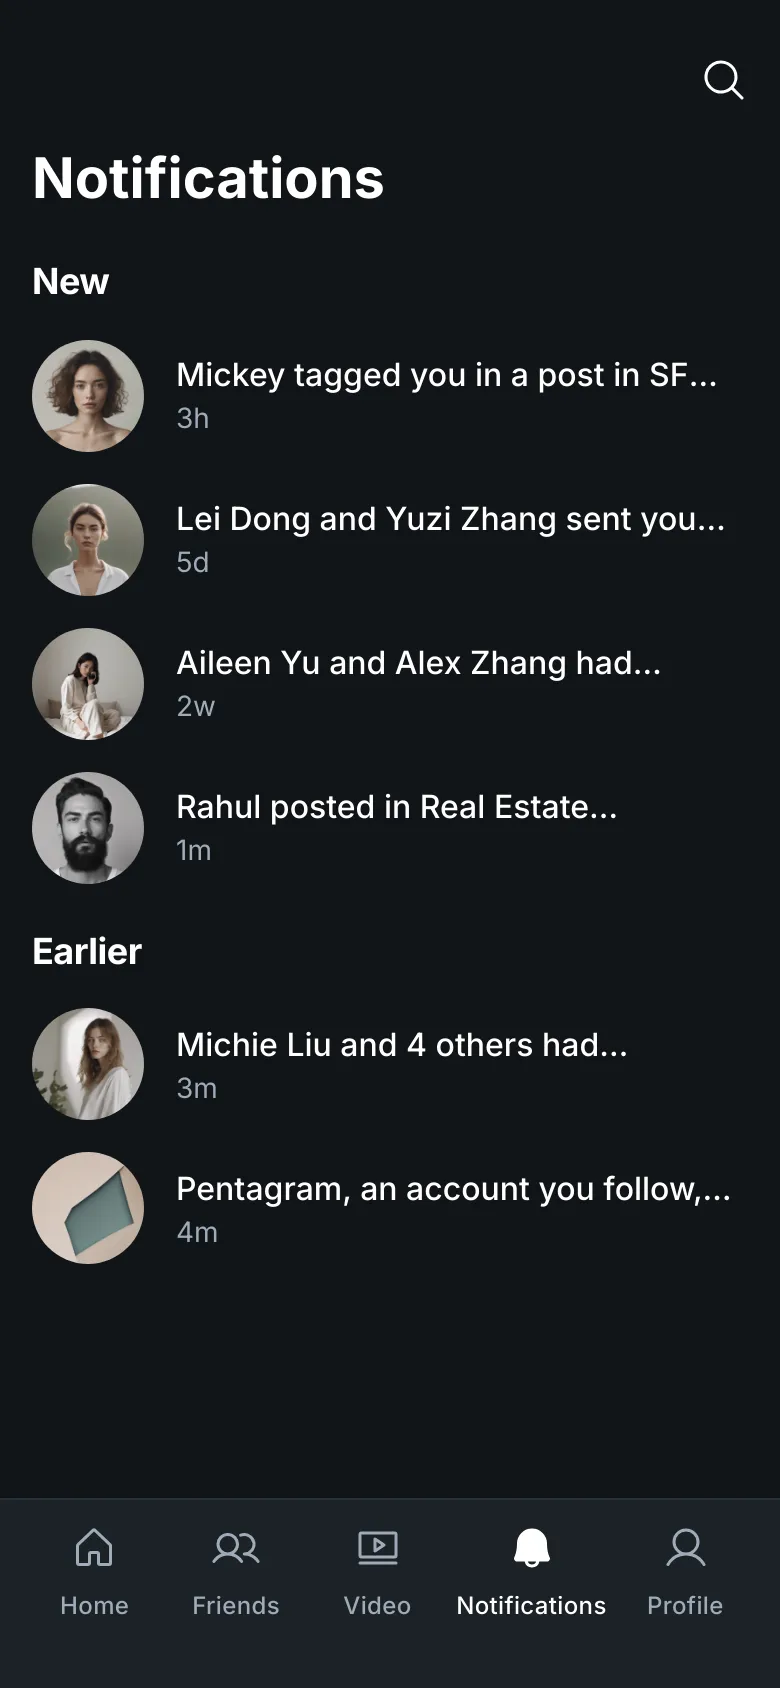 Notifications
New
Mickey tagged you in a post in SF...
3h
Lei Dong and Yuzi Zhang sent you...
5d
Aileen Yu and Alex Zhang had...
2w
Rahul posted in Real Estate...
1m
Earlier
Michie Liu and 4 others had...
3m
Pentagram, an account you follow,...
4m
Home Friends Video Notifications Profile